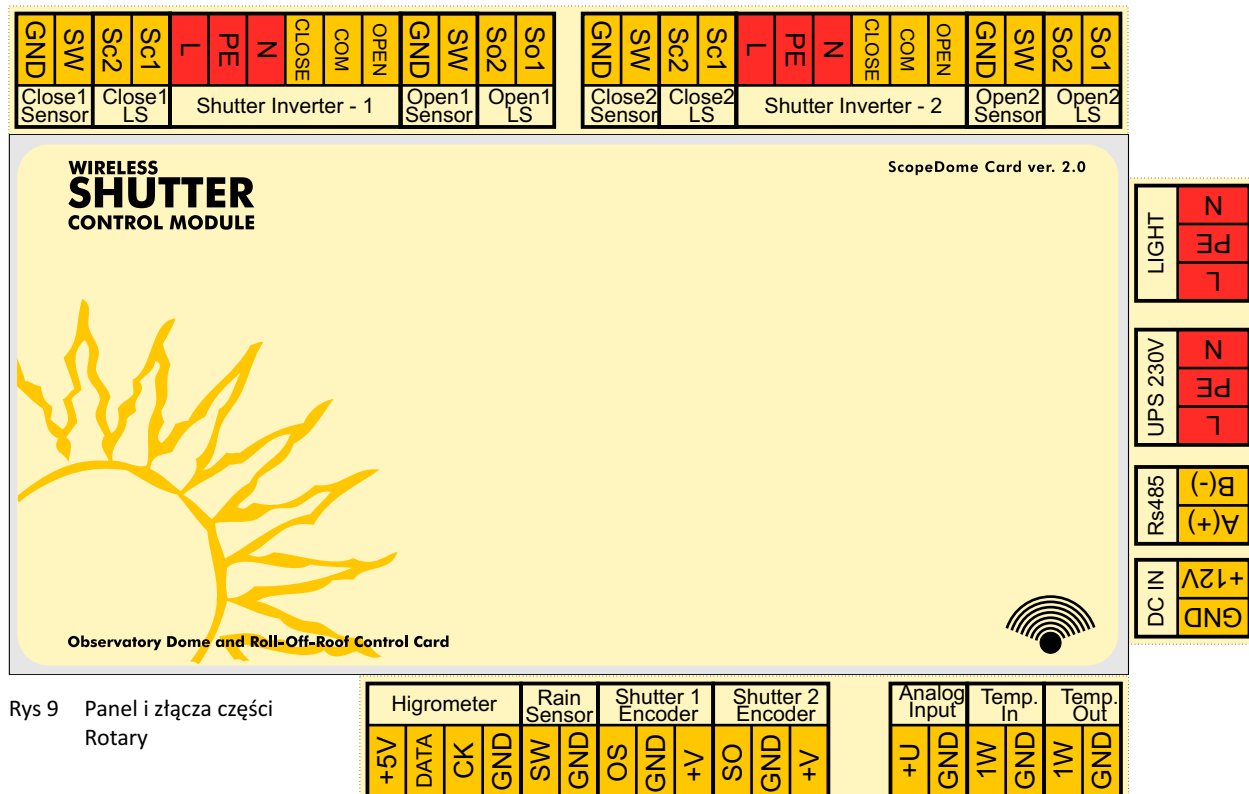 GND SW Sc2 Sc1 L PE N CLOSE COM OPEN GND SW So2 So1
Close1 Sensor
Close1 LS
Shutter Inverter - 1
Open1 Sensor
Open1 LS
GND SW Sc2 Sc1 L PE N CLOSE COM OPEN GND SW So2 So1
Close2 Sensor
Close2 LS
Shutter Inverter - 2
Open2 Sensor
Open2 LS
WIRELESS
SHUTTER
CONTROL MODULE
ScopeDome Card ver. 2.0
LIGHT
N
PE
L
UPS 230V
N
PE
L
Rs485
B(-)
A(+)
DC IN
+12V
GND
Observatory Dome and Roll-Off-Roof Control Card
Rys 9 Panel i złącza części
Rotary
Higrometer
+5V DATA CK GND
Rain Sensor
SW GND
Shutter 1 Encoder
OS GND +V
Shutter 2 Encoder
SO GND +V
Analog Input
+U GND
Temp. In
1W GND
Temp. Out
1W GND